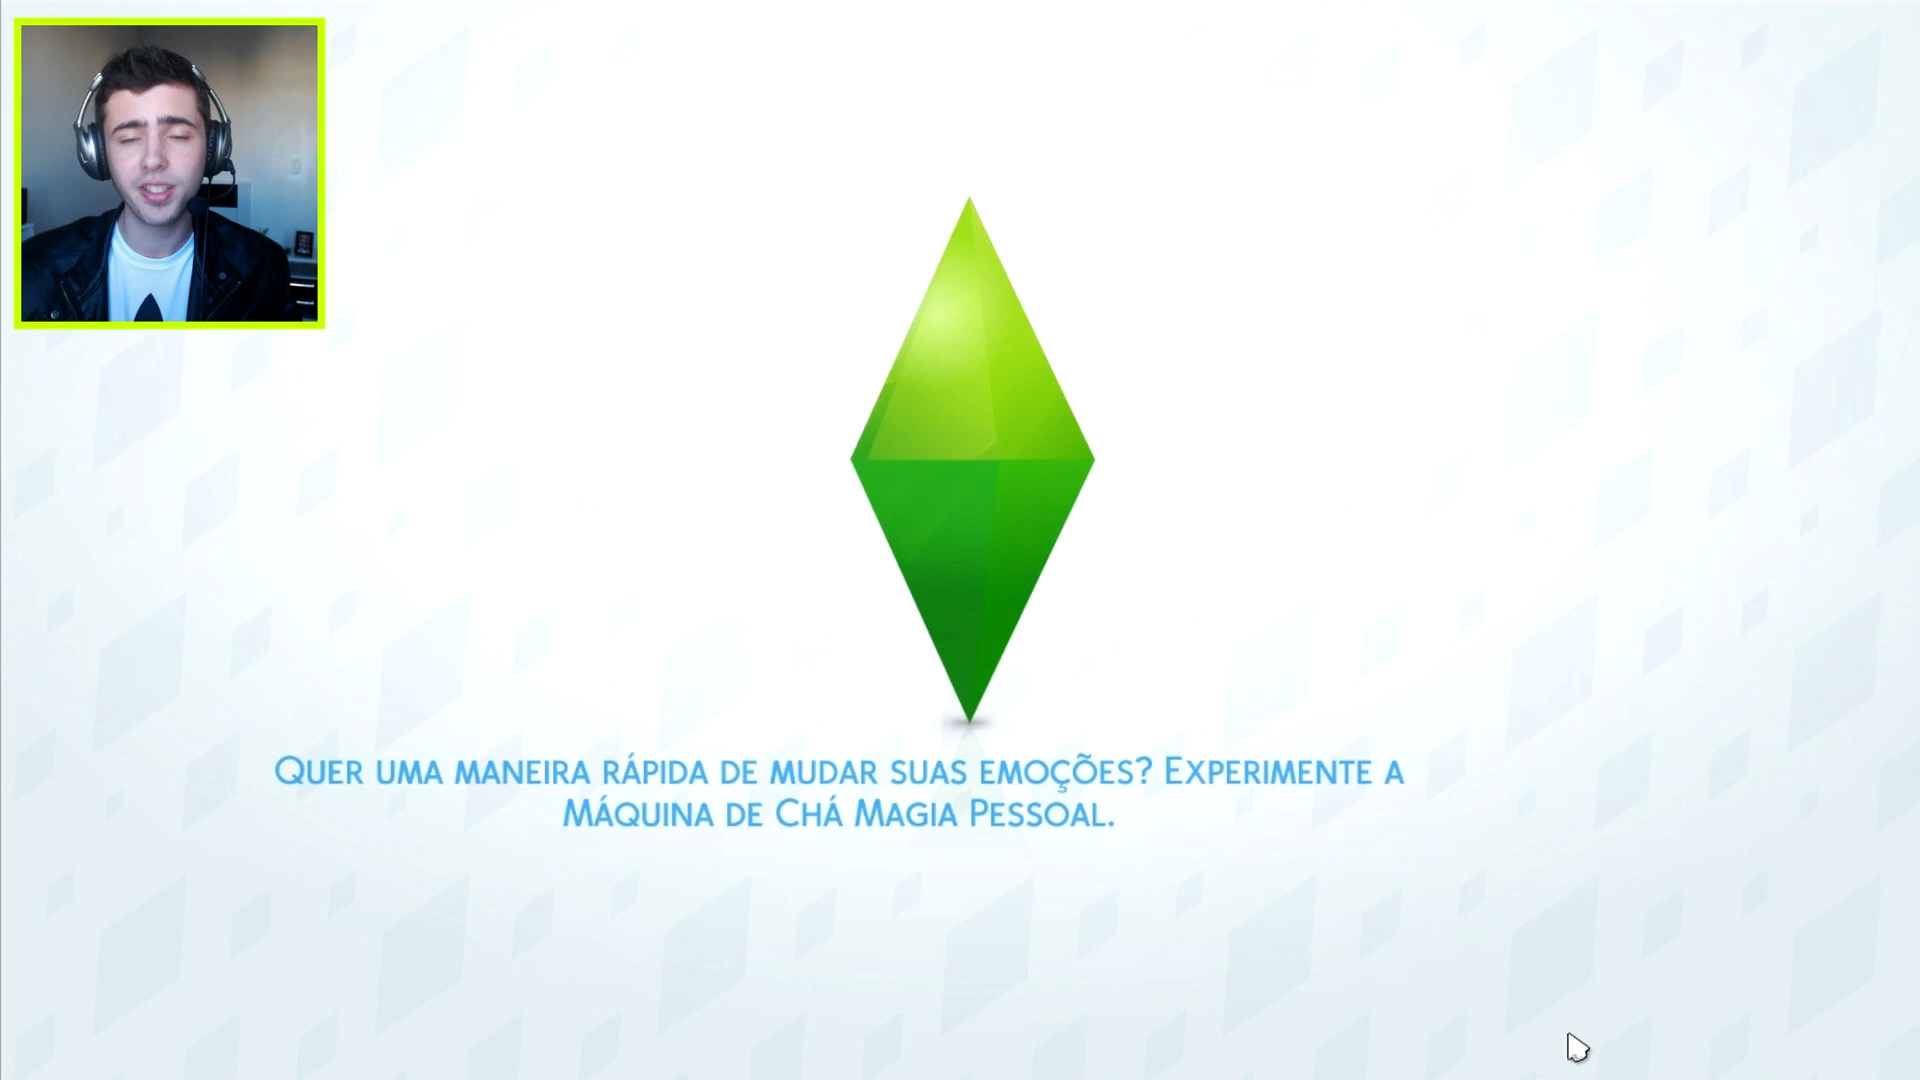 Quer uma maneira rápida de mudar suas emoções? Experimente a
Máquina de Chá Magia Pessoal.